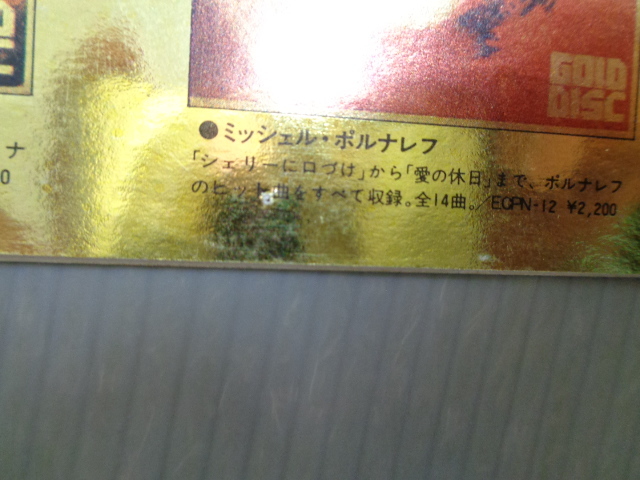 GOLD
DISC
●ミッシェル・ポルナレフ
「シェリーに口づけ」から「愛の休日」まで、ポルナレフ
のヒット曲をすべて収録。全14曲。/ECPN-12 ¥2,200
ナ
0